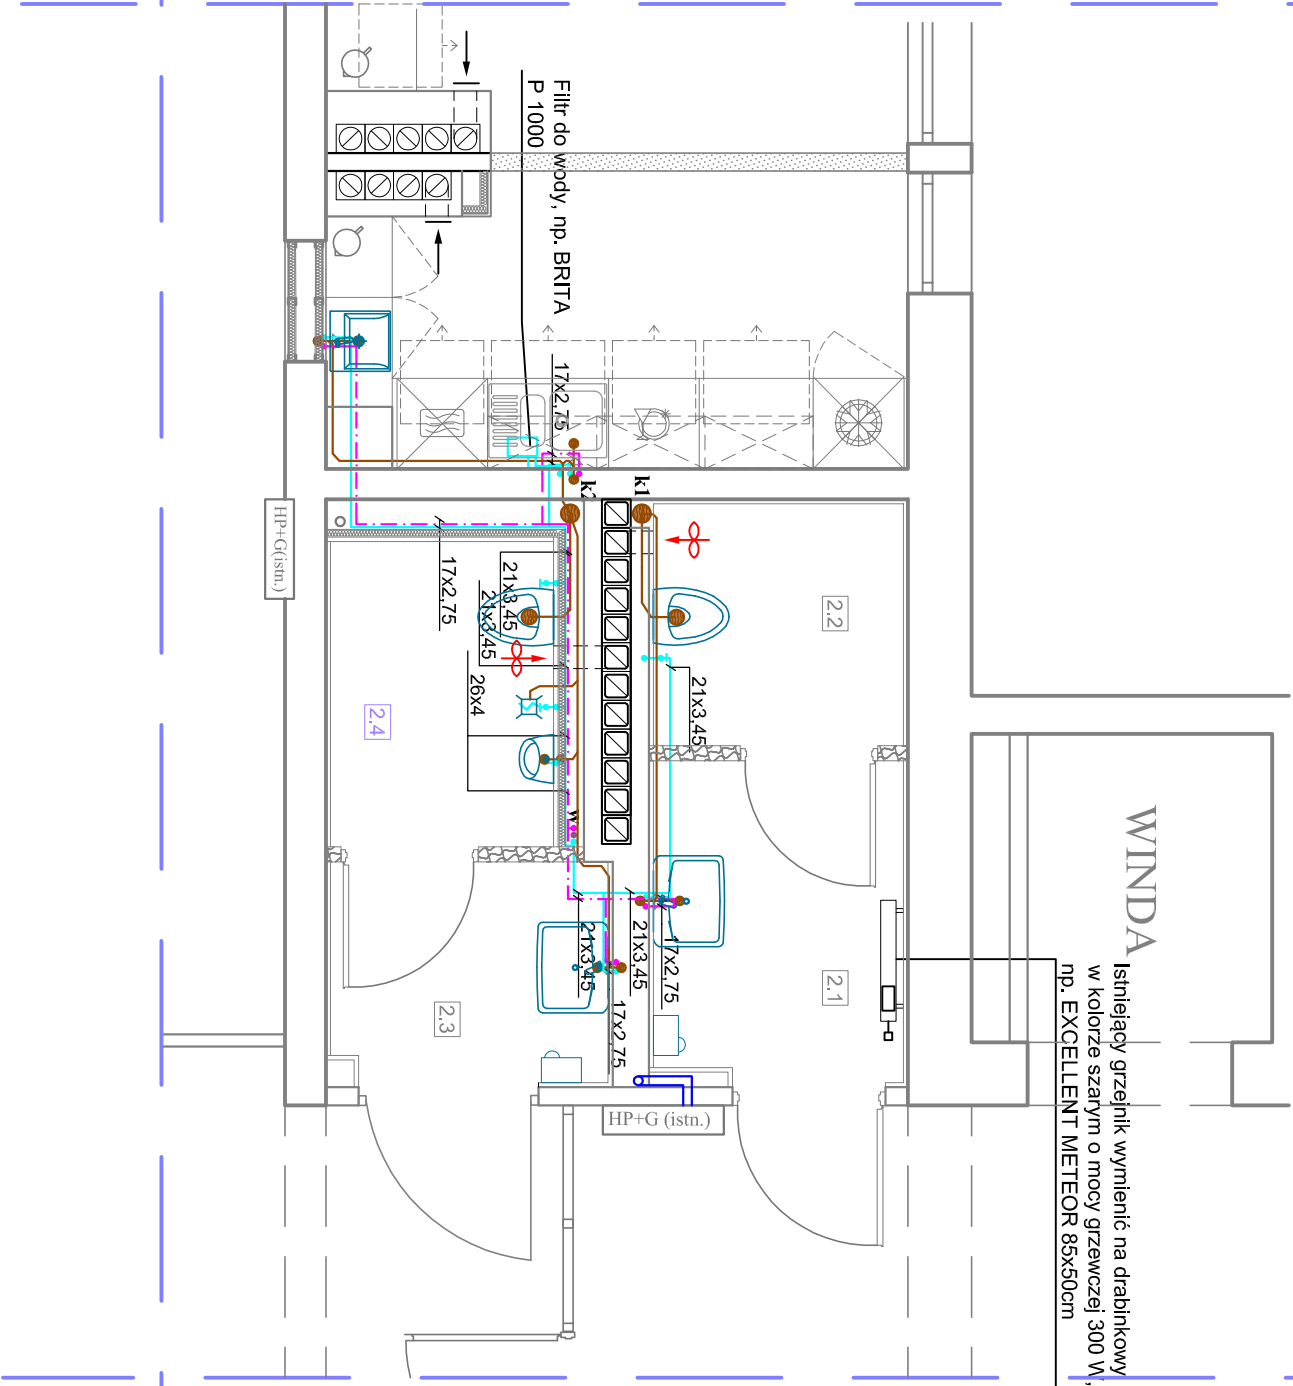 Filtr do wody, np. BRITA
P 1000
17x2,75
k1
k2
HP+G(istn.)
17x2,75
21x3,45
21x3,45
26x4
2.2
21x3,45
2.4
w
WINDA
21x3,45
21x3,45
17x2,75
17x2,75
2.3
2.1
HP+G (istn.)
Istniejący grzejnik wymienić na drabinkowy
w kolorze szarym o mocy grzewczej 300 W,
np. EXCELLENT METEOR 85x50cm